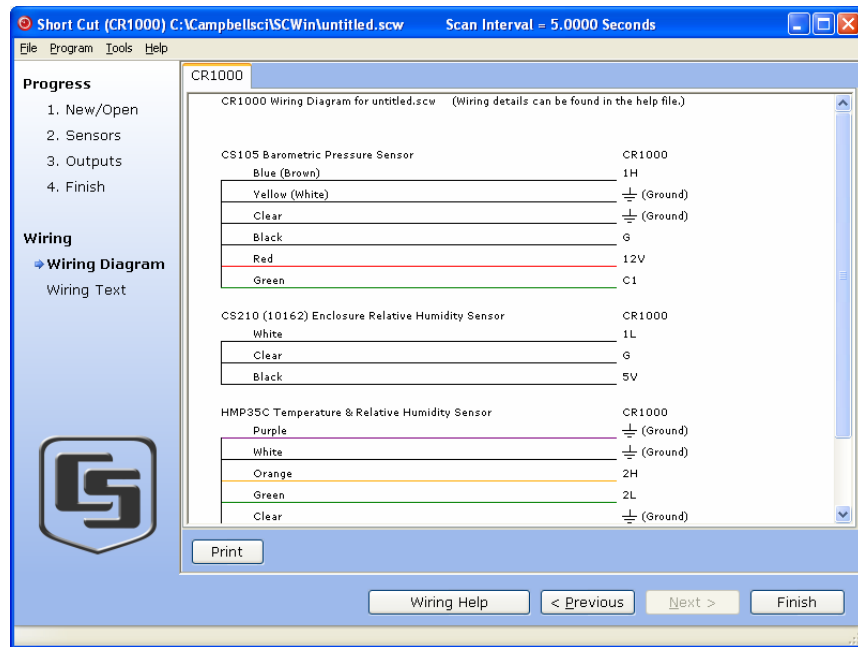 Short Cut (CR1000) C:\Campbellsci\SCWin\untitled.scw Scan Interval = 5.0000 Seconds
File Program Tools Help
Progress
1. New/Open
2. Sensors
3. Outputs
4. Finish
Wiring
Wiring Diagram
Wiring Text
CR1000
CR1000 Wiring Diagram for untitled.scw (Wiring details can be found in the help file.)
CS105 Barometric Pressure Sensor CR1000
Blue (Brown) 1H
Yellow (White) (Ground)
Clear (Ground)
Black G
Red 12V
Green C1
CS210 (10162) Enclosure Relative Humidity Sensor CR1000
White 1L
Clear G
Black 5V
HMP35C Temperature & Relative Humidity Sensor CR1000
Purple (Ground)
White (Ground)
Orange 2H
Green 2L
Clear (Ground)
Print
Wiring Help < Previous Next > Finish